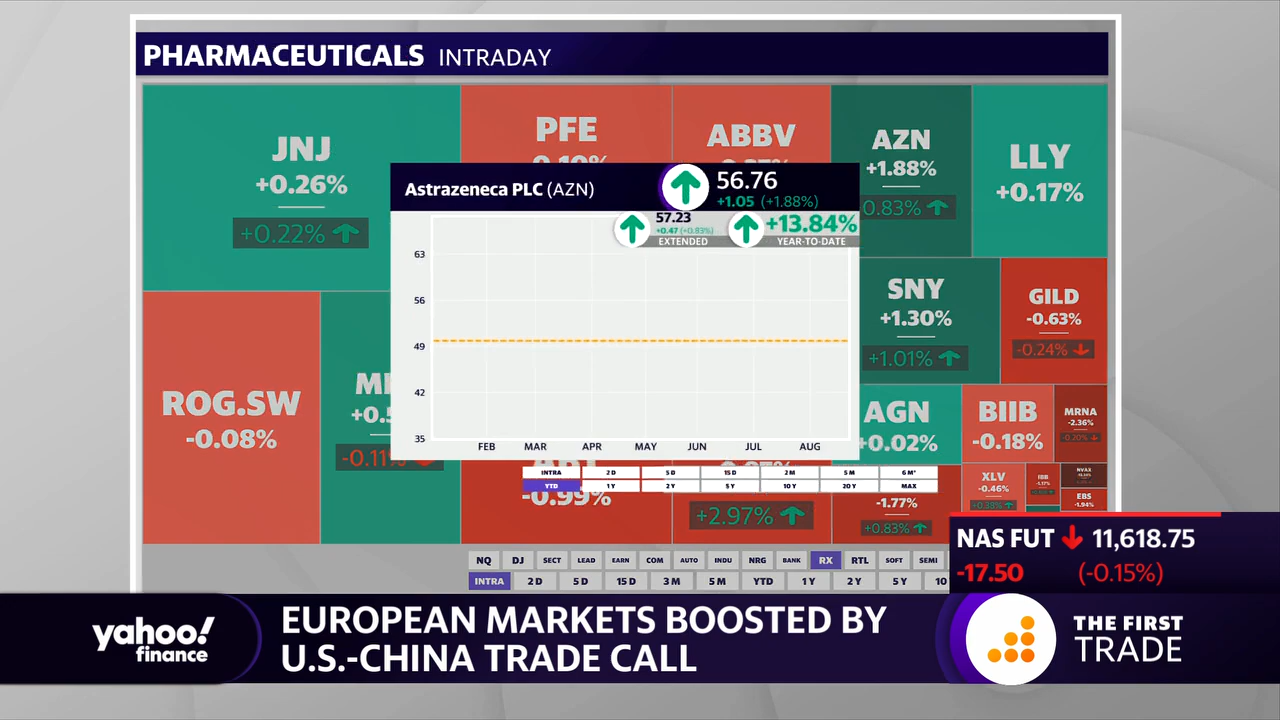 PHARMACEUTICALS INTRADAY
JNJ
+0.26%
+0.22%
PFE
ABBV
AZN
+1.88%
0.83%
LLY
+0.17%
Astrazeneca PLC (AZN)
56.76
+1.05 (+1.88%)
57.23
+0.47 (+0.83%)
EXTENDED
+13.84%
YEAR-TO-DATE
63
56
49
42
35
FEB MAR APR MAY JUN JUL AUG
SNY
+1.30%
+1.01%
GILD
-0.63%
-0.24%
ROG.SW
-0.08%
-0.11%
AGN
+0.02%
BIIB
-0.18%
MRNA
-2.36%
-0.20%
XLV
-0.46%
+0.38%
IBB
NVAX
EBS
-1.94%
-0.99%
+2.97%
-1.77%
+0.83%
INTRA 2 D 5 D 15 D 2 M 5 M 6 M*
YTD 1 Y 2 Y 5 Y 10 Y 20 Y MAX
NQ DJ SECT LEAD EARN COM AUTO INDU NRG BANK RX RTL SOFT SEMI
INTRA 2 D 5 D 15 D 3 M 5 M YTD 1 Y 2 Y 5 Y 10
NAS FUT 11,618.75
-17.50 (-0.15%)
yahoo!
finance
EUROPEAN MARKETS BOOSTED BY
U.S.-CHINA TRADE CALL
THE FIRST
TRADE